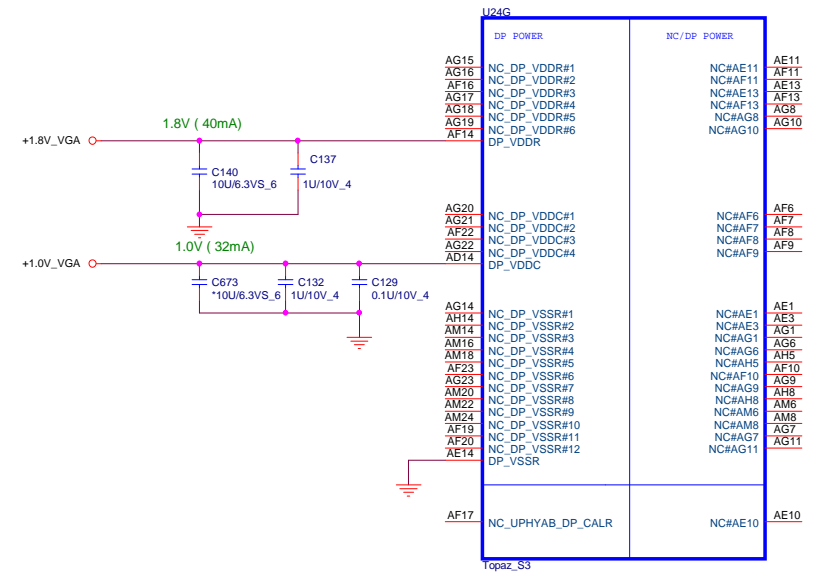 U24G
DP POWER
NC/DP POWER
AG15 NC_DP_VDDR#1 NC#AE11 AE11
AG16 NC_DP_VDDR#2 NC#AF11 AF11
AF16 NC_DP_VDDR#3 NC#AE13 AE13
AG17 NC_DP_VDDR#4 NC#AF13 AF13
AG18 NC_DP_VDDR#5 NC#AG8 AG8
AG19 NC_DP_VDDR#6 NC#AG10 AG10
1.8V ( 40mA)
+1.8V_VGA AF14 DP_VDDR
C137
C140
10U/6.3VS_6 1U/10V_4
AG20 NC_DP_VDDC#1 NC#AF6 AF6
AG21 NC_DP_VDDC#2 NC#AF7 AF7
AF22 NC_DP_VDDC#3 NC#AF8 AF8
AG22 NC_DP_VDDC#4 NC#AF9 AF9
1.0V ( 32mA)
+1.0V_VGA AD14 DP_VDDC
C673 C132 C129
*10U/6.3VS_6 1U/10V_4 0.1U/10V_4
AG14 NC_DP_VSSR#1 NC#AE1 AE1
AH14 NC_DP_VSSR#2 NC#AE3 AE3
AM14 NC_DP_VSSR#3 NC#AG1 AG1
AM16 NC_DP_VSSR#4 NC#AG6 AG6
AM18 NC_DP_VSSR#5 NC#AH5 AH5
AF23 NC_DP_VSSR#6 NC#AF10 AF10
AG23 NC_DP_VSSR#7 NC#AG9 AG9
AM20 NC_DP_VSSR#8 NC#AH8 AH8
AM22 NC_DP_VSSR#9 NC#AM6 AM6
AM24 NC_DP_VSSR#10 NC#AM8 AM8
AF19 NC_DP_VSSR#11 NC#AG7 AG7
AF20 NC_DP_VSSR#12 NC#AG11 AG11
AE14 DP_VSSR
AF17 NC_UPHYAB_DP_CALR NC#AE10 AE10
Topaz_S3